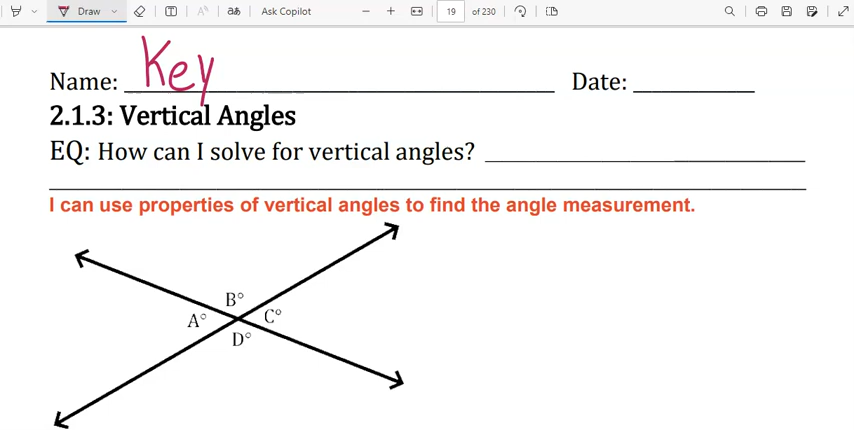 Draw Ask Copilot 19 of 230
Name: Key Date:
2.1.3: Vertical Angles
EQ: How can I solve for vertical angles?
I can use properties of vertical angles to find the angle measurement.
B°
A° C°
D°